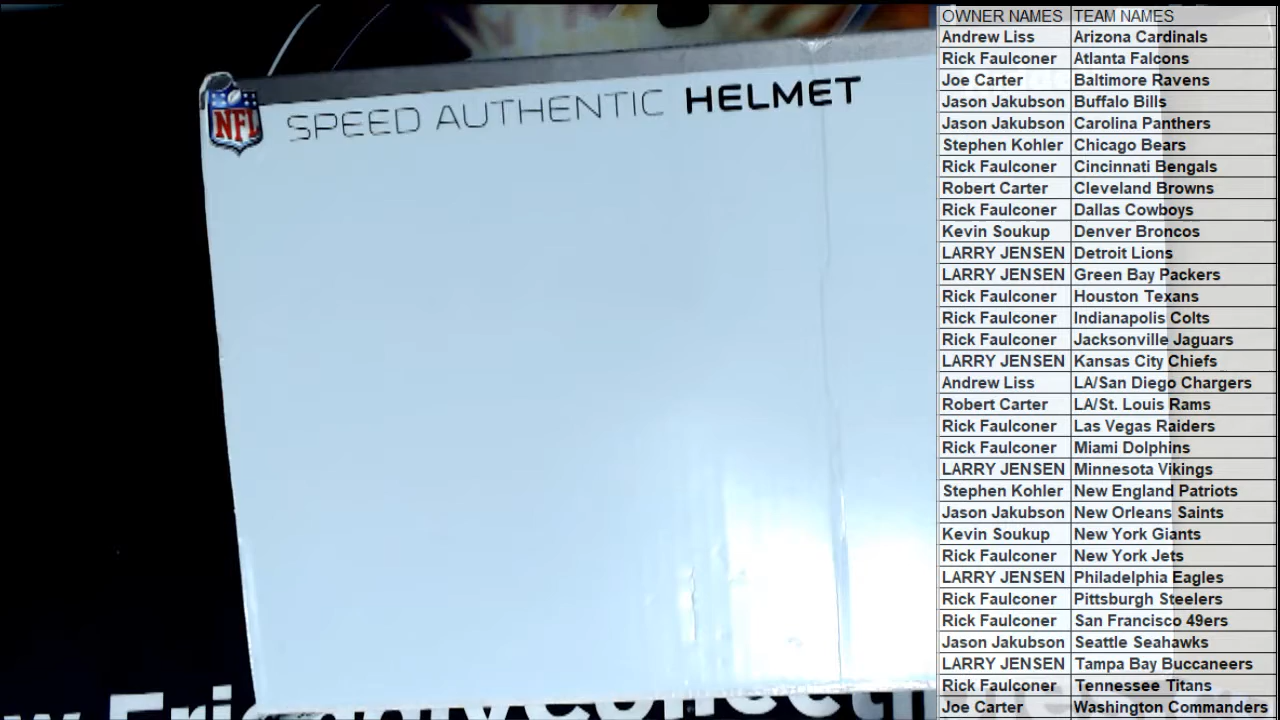 NFL
SPEED AUTHENTIC HELMET
OWNER NAMES TEAM NAMES
Andrew Liss Arizona Cardinals
Rick Faulconer Atlanta Falcons
Joe Carter Baltimore Ravens
Jason Jakubson Buffalo Bills
Jason Jakubson Carolina Panthers
Stephen Kohler Chicago Bears
Rick Faulconer Cincinnati Bengals
Robert Carter Cleveland Browns
Rick Faulconer Dallas Cowboys
Kevin Soukup Denver Broncos
LARRY JENSEN Detroit Lions
LARRY JENSEN Green Bay Packers
Rick Faulconer Houston Texans
Rick Faulconer Indianapolis Colts
Rick Faulconer Jacksonville Jaguars
LARRY JENSEN Kansas City Chiefs
Andrew Liss LA/San Diego Chargers
Robert Carter LA/St. Louis Rams
Rick Faulconer Las Vegas Raiders
Rick Faulconer Miami Dolphins
LARRY JENSEN Minnesota Vikings
Stephen Kohler New England Patriots
Jason Jakubson New Orleans Saints
Kevin Soukup New York Giants
Rick Faulconer New York Jets
LARRY JENSEN Philadelphia Eagles
Rick Faulconer Pittsburgh Steelers
Rick Faulconer San Francisco 49ers
Jason Jakubson Seattle Seahawks
LARRY JENSEN Tampa Bay Buccaneers
Rick Faulconer Tennessee Titans
Joe Carter Washington Commanders